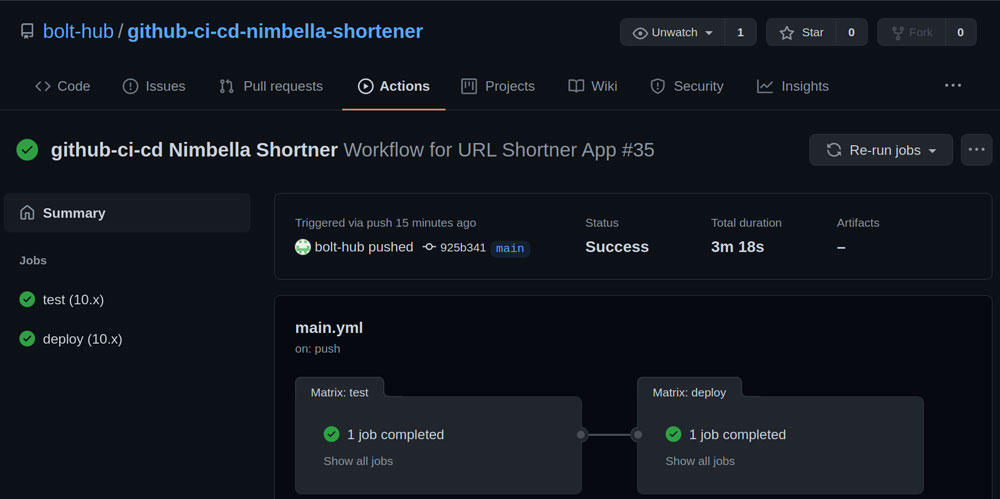 bolt-hub / github-ci-cd-nimbella-shortener
Unwatch 1 Star 0 Fork 0
Code Issues Pull requests Actions Projects Wiki Security Insights ...
github-ci-cd Nimbella Shortner Workflow for URL Shortner App #35
Re-run jobs ...
Summary
Jobs
test (10.x)
deploy (10.x)
Triggered via push 15 minutes ago
bolt-hub pushed 925b341 main
Status
Success
Total duration
3m 18s
Artifacts
–
main.yml
on: push
Matrix: test
1 job completed
Show all jobs
Matrix: deploy
1 job completed
Show all jobs